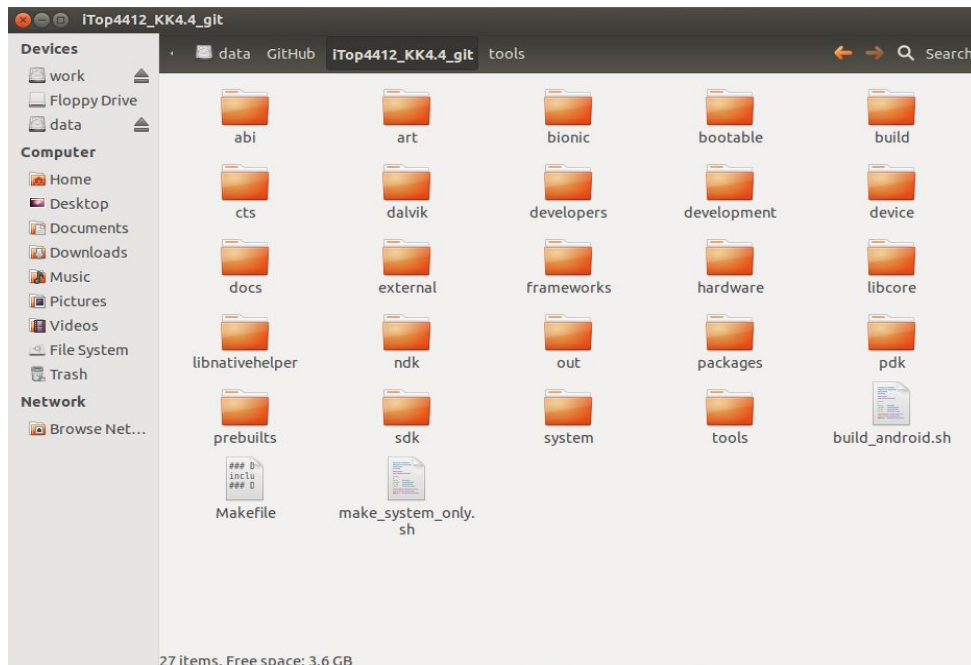 iTop4412_KK4.4_git
Devices
work
Floppy Drive
data
Computer
Home
Desktop
Documents
Downloads
Music
Pictures
Videos
File System
Trash
Network
Browse Net...
data GitHub iTop4412_KK4.4_git tools Search
abi art bionic bootable build
cts dalvik developers development device
docs external frameworks hardware libcore
libnativehelper ndk out packages pdk
prebuilts sdk system tools build_android.sh
### D
inclu
### D
Makefile make_system_only.
sh
27 items, Free space: 3.6 GB